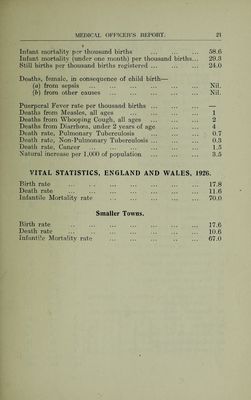 MEDICAL OFFICER'S REPORT. 21
Infant mortality per thousand births ... ... ... 58.6
Infant mortality (under one month) per thousand births... 29.3
Still births per thousand births registered ... ... ... 24.0
Deaths, female, in consequence of child birth—
(a) from sepsis ... ... ... ... ... ... Nil.
(b) from other causes ... ... ... ... ... Nil.
Puerperal Fever rate per thousand births ... ... ... —
Deaths from Measles, all ages ... ... ... ... 1
Deaths from Whooping Cough, all ages ... ... ... 2
Deaths from Diarrhœa, under 2 years of age ... ... 4
Death rate, Pulmonary Tuberculosis ... ... ... 0.7
Death rate, Non-Pulmonary Tuberculosis ... ... ... 0.3
Death rate, Cancer ... ... ... ... ... 1.5
Natural increase per 1,000 of population ... ... ... 3.5
VITAL STATISTICS, ENGLAND AND WALES, 1926.
Birth rate ... ... ... ... ... ... ... 17.8
Death rate ... ... ... ... ... ... ... 11.6
Infantile Mortality rate ... ... ... ... ... 70.0
Smaller Towns.
Birth rate ... ... ... ... ... ... ... 17.6
Death rate ... ... ... ... ... ... ... 10.6
Infantile Mortality rate ... ... ... ... ... 67.0